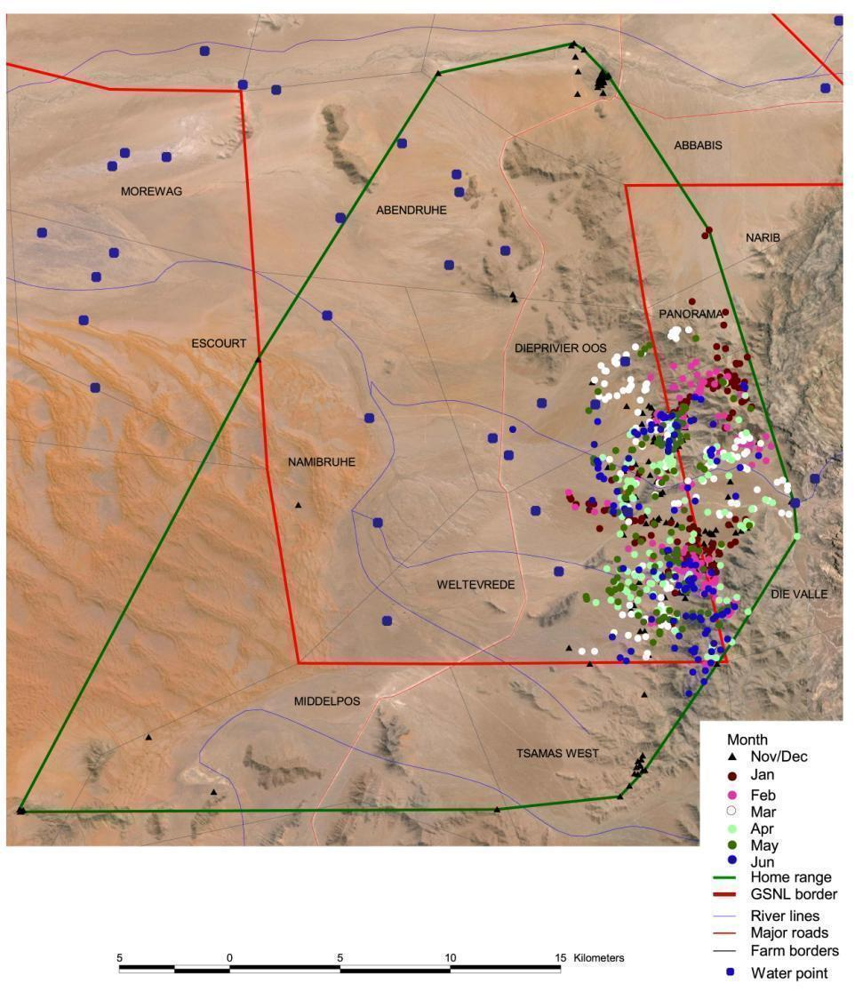 ABBABIS
MOREWAG
ABENDRUHE
NARIB
PANORAMA
ESCOURT
DIEPRIVIER OOS
NAMIBRUHE
WELTEVREDE
DIE VALLE
MIDDELPOS
TSAMAS WEST
Month
Nov/Dec
Jan
Feb
Mar
Apr
May
Jun
Home range
GSNL border
River lines
Major roads
Farm borders
Water point
5 0 5 10 15 Kilometers